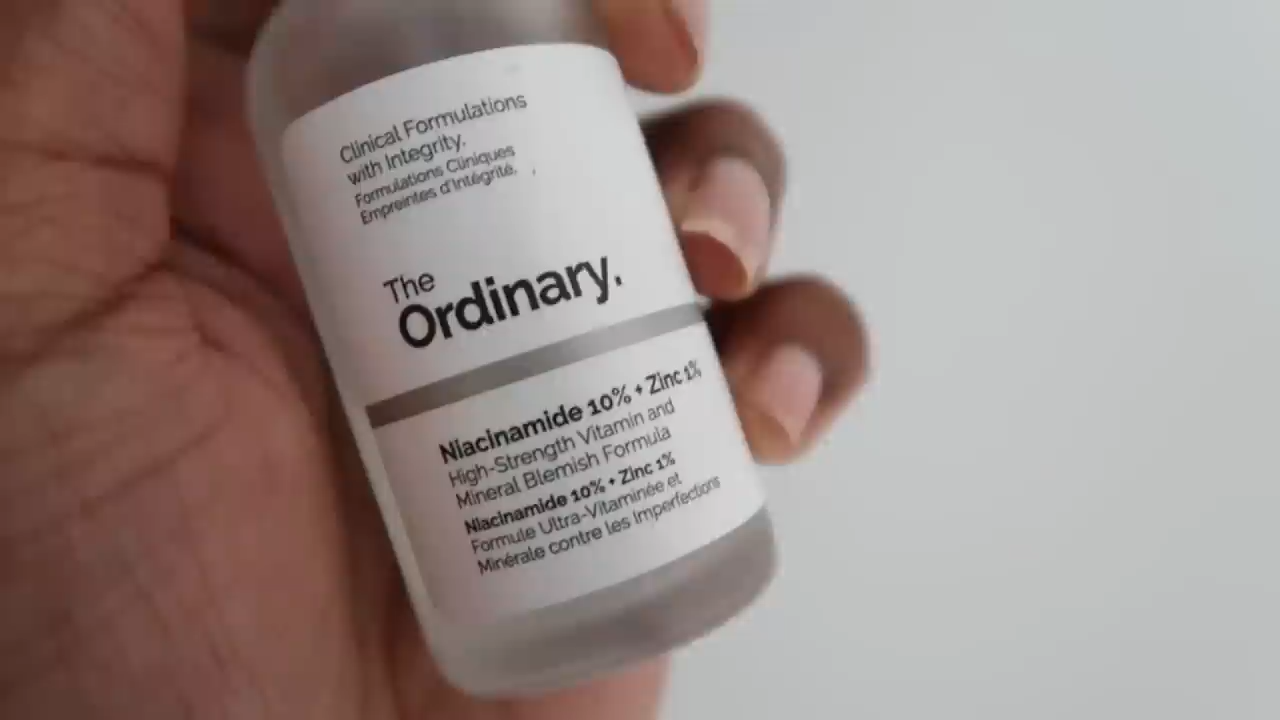 Clinical Formulations
with Integrity.
Formulations Cliniques
Empreintes d'Intégrité.
The
Ordinary.
Niacinamide 10% + Zinc 1%
High-Strength Vitamin and
Mineral Blemish Formula
Niacinamide 10% + Zinc 1%
Formule Ultra-Vitaminée et
Minérale contre les Imperfections